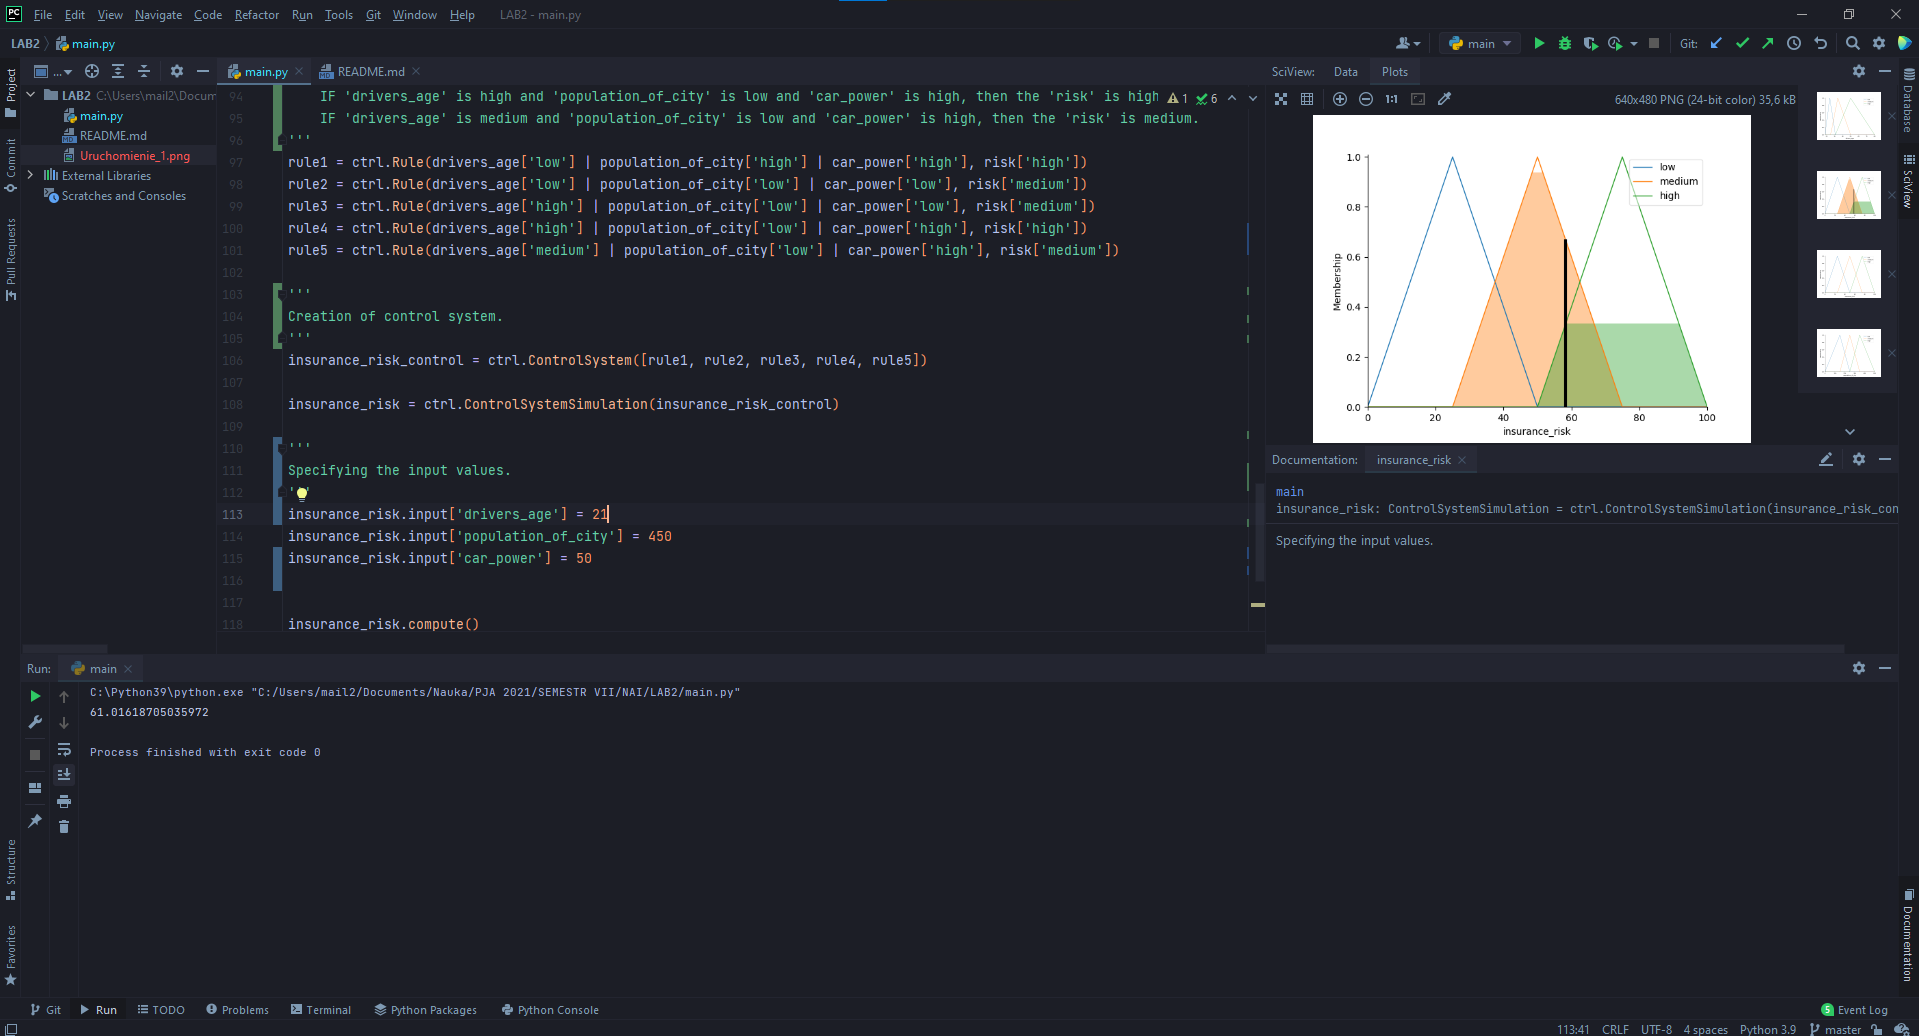 PC File Edit View Navigate Code Refactor Run Tools Git Window Help LAB2 - main.py
LAB2 main.py main Git:
Project ... main.py README.md SciView: Data Plots
LAB2 C:\Users\mail2\Docum
main.py
README.md
Uruchomienie_1.png
External Libraries
Scratches and Consoles
Commit
Pull Requests
Structure
Favorites
94 IF 'drivers_age' is high and 'population_of_city' is low and 'car_power' is high, then the 'risk' is high 1 6
95 IF 'drivers_age' is medium and 'population_of_city' is low and 'car_power' is high, then the 'risk' is medium.
96 '''
97 rule1 = ctrl.Rule(drivers_age['low'] | population_of_city['high'] | car_power['high'], risk['high'])
98 rule2 = ctrl.Rule(drivers_age['low'] | population_of_city['low'] | car_power['low'], risk['medium'])
99 rule3 = ctrl.Rule(drivers_age['high'] | population_of_city['low'] | car_power['low'], risk['medium'])
100 rule4 = ctrl.Rule(drivers_age['high'] | population_of_city['low'] | car_power['high'], risk['high'])
101 rule5 = ctrl.Rule(drivers_age['medium'] | population_of_city['low'] | car_power['high'], risk['medium'])
102
103 '''
104 Creation of control system.
105 '''
106 insurance_risk_control = ctrl.ControlSystem([rule1, rule2, rule3, rule4, rule5])
107
108 insurance_risk = ctrl.ControlSystemSimulation(insurance_risk_control)
109
110 '''
111 Specifying the input values.
112 '''
113 insurance_risk.input['drivers_age'] = 21
114 insurance_risk.input['population_of_city'] = 450
115 insurance_risk.input['car_power'] = 50
116
117
118 insurance_risk.compute()
1:1 640x480 PNG (24-bit color) 35,6 kB
low
medium
high
1.0
0.8
0.6
0.4
0.2
0.0
Membership
0 20 40 60 80 100
insurance_risk
Documentation: insurance_risk
main
insurance_risk: ControlSystemSimulation = ctrl.ControlSystemSimulation(insurance_risk_con
Specifying the input values.
Database
SciView
Documentation
Run: main
C:\Python39\python.exe "C:/Users/mail2/Documents/Nauka/PJA 2021/SEMESTR VII/NAI/LAB2/main.py"
61.01618705035972
Process finished with exit code 0
Git Run TODO Problems Terminal Python Packages Python Console 5 Event Log
113:41 CRLF UTF-8 4 spaces Python 3.9 master